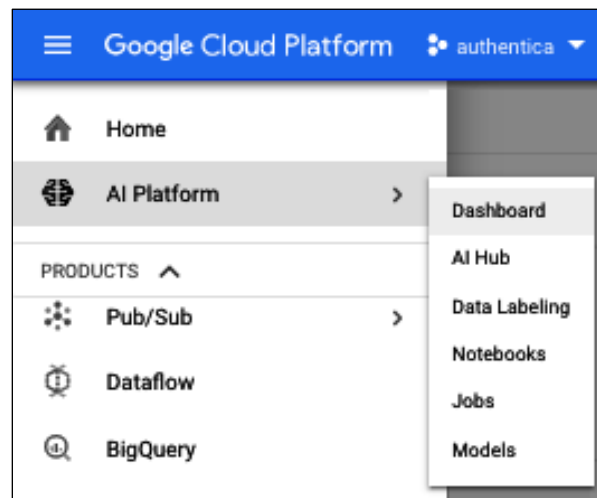 Google Cloud Platform authentica
Home
AI Platform
PRODUCTS
Pub/Sub
Dataflow
BigQuery
Dashboard
AI Hub
Data Labeling
Notebooks
Jobs
Models